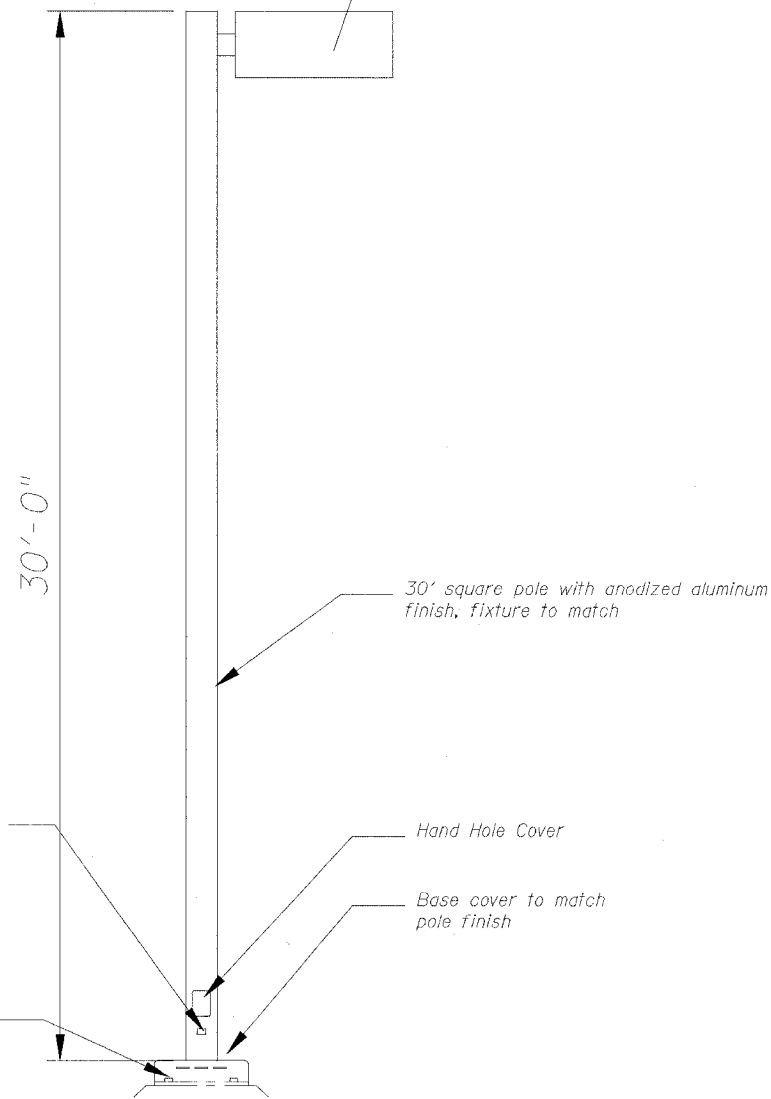 30'-0"
30' square pole with anodized aluminum
finish, fixture to match
Hand Hole Cover
Base cover to match
pole finish